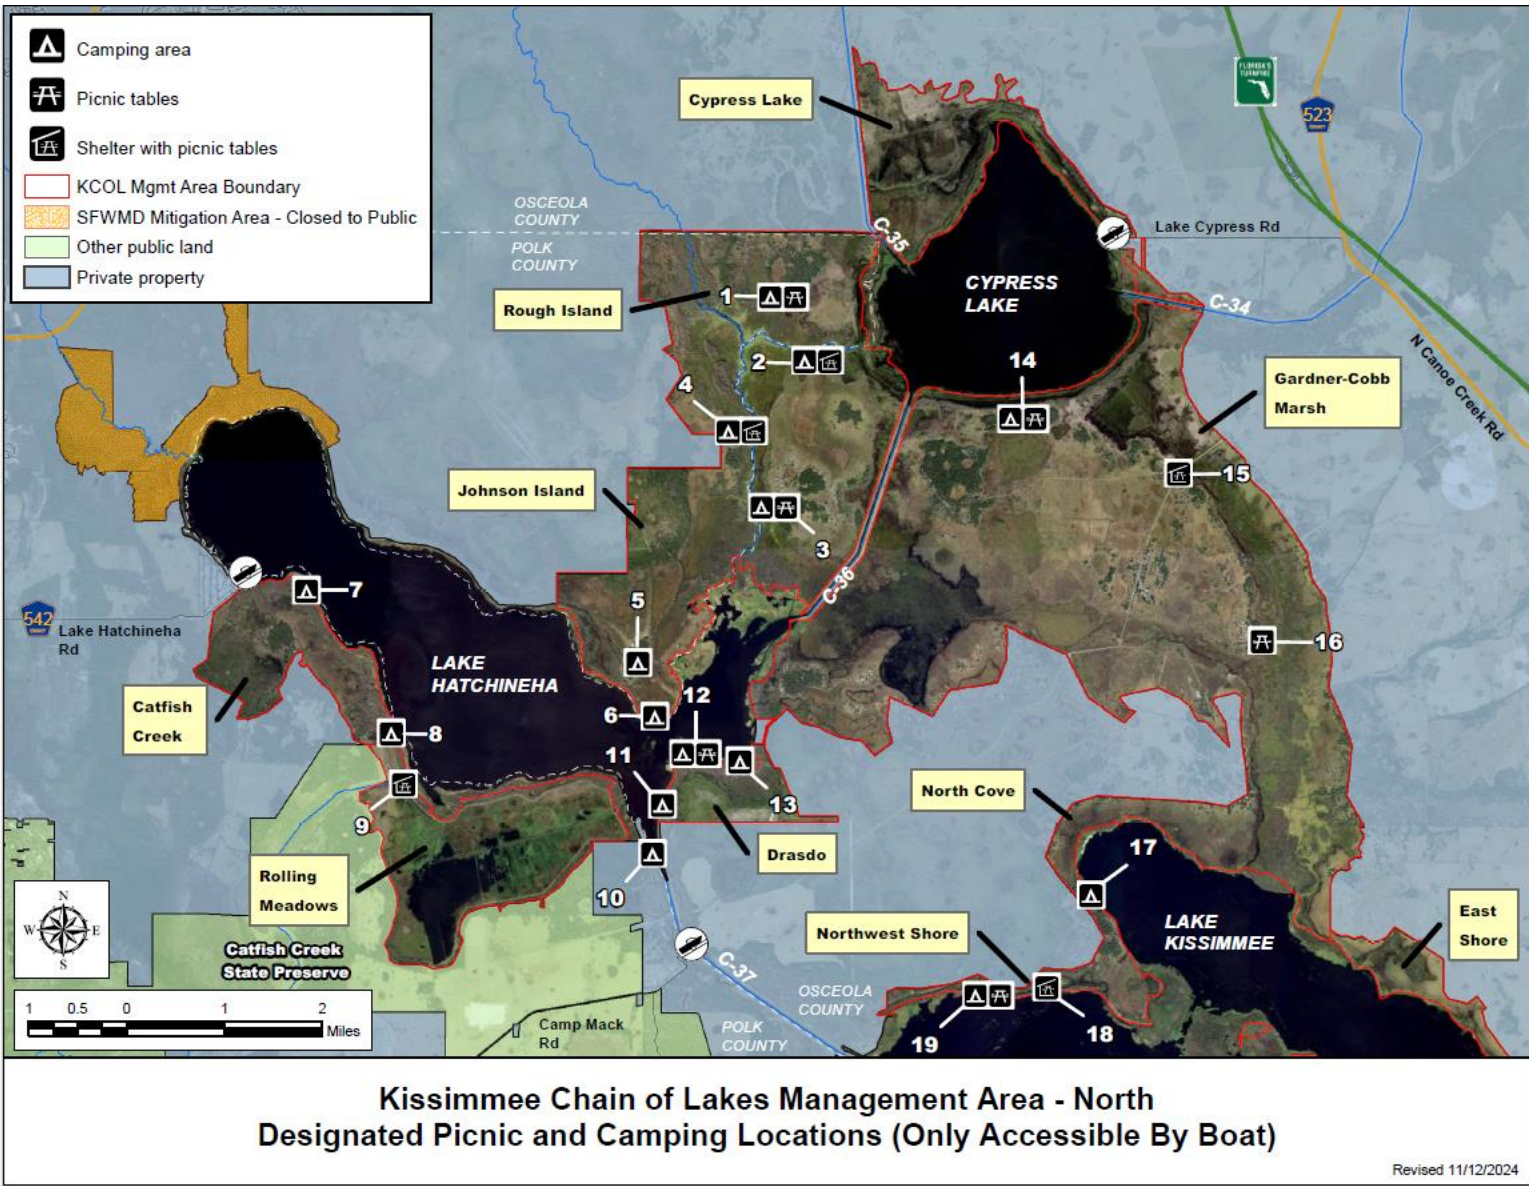 Camping area
Picnic tables
Shelter with picnic tables
KCOL Mgmt Area Boundary
SFWMD Mitigation Area - Closed to Public
Other public land
Private property
Cypress Lake
FLORIDA'S
TURNPIKE
523
COUNTY
OSCEOLA
COUNTY
POLK
COUNTY
C-35
Lake Cypress Rd
Rough Island
1
CYPRESS
LAKE
C-34
N Canoe Creek Rd
2
14
4
Gardner-Cobb
Marsh
Johnson Island
15
3
C-36
7
5
542
COUNTY
Lake Hatchineha
Rd
16
LAKE
HATCHINEHA
Catfish
Creek
6
12
8
11
13
North Cove
9
Drasdo
17
Rolling
Meadows
10
N
W
E
S
Northwest Shore
LAKE
KISSIMMEE
East
Shore
Catfish Creek
State Preserve
C-37
OSCEOLA
COUNTY
POLK
COUNTY
1 0.5 0 1 2
Miles
Camp Mack
Rd
19
18
Kissimmee Chain of Lakes Management Area - North
Designated Picnic and Camping Locations (Only Accessible By Boat)
Revised 11/12/2024